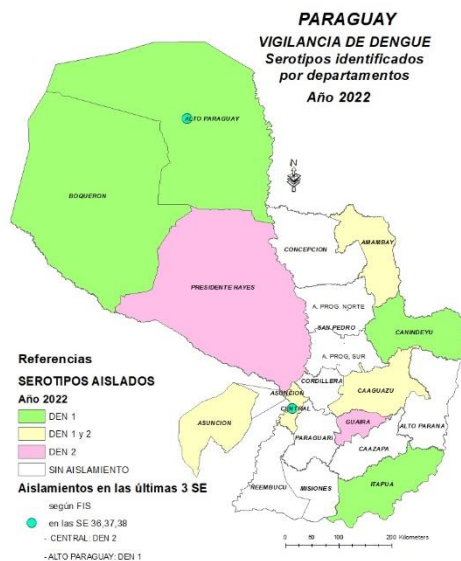 PARAGUAY
VIGILANCIA DE DENGUE
Serotipos identificados
por departamentos
Año 2022
ALTO PARAGUAY
BOQUERON
N
CONCEPCION
AMAMBAY
PRESIDENTE HAYES
A. PROG. NORTE
SAN PEDRO
CANINDEYU
A. PROG. SUR
CORDILLERA
ASUNCION
CAAGUAZU
CENTRAL
ASUNCION
GUAIRA
ALTO PARANA
PARAGUARI
CAAZAPA
ÑEEMBUCU
MISIONES
ITAPUA
Referencias
SEROTIPOS AISLADOS
Año 2022
DEN 1
DEN 1 y 2
DEN 2
SIN AISLAMIENTO
Aislamientos en las últimas 3 SE
según FIS
en las SE 36,37,38
- CENTRAL: DEN 2
- ALTO PARAGUAY: DEN 1
0 50 100 200 Kilometers